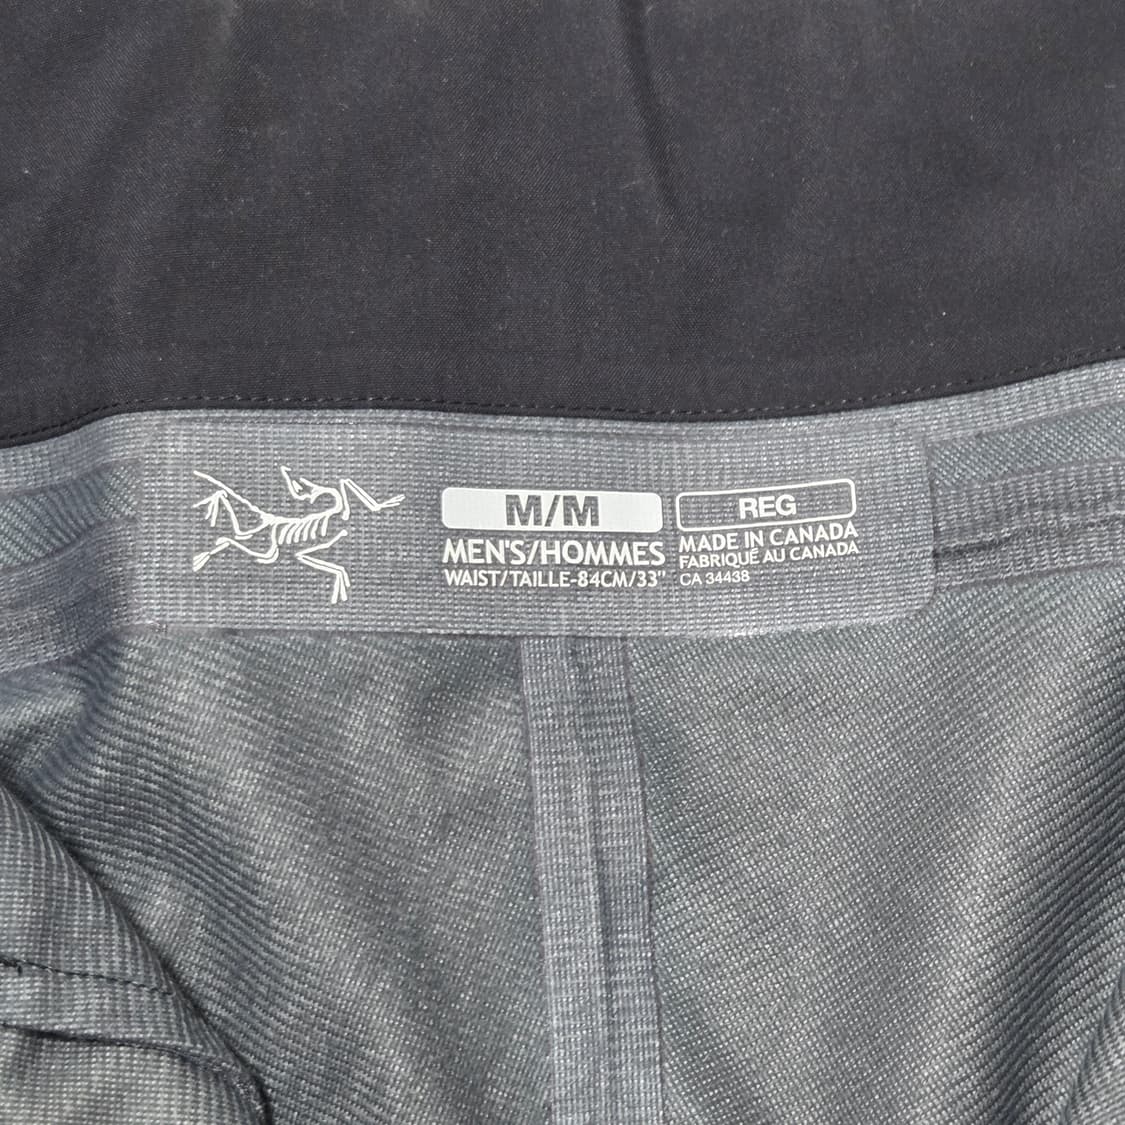 M/M
MEN'S/HOMMES
WAIST/TAILLE-84CM/33"
REG
MADE IN CANADA
FABRIQUÉ AU CANADA
CA 34438